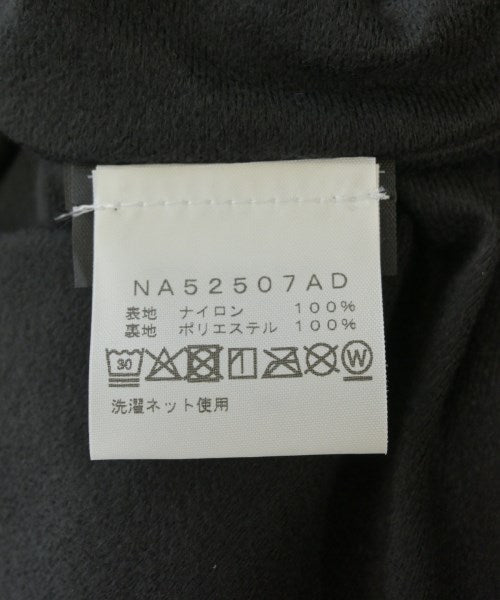 NA52507AD
表地 ナイロン 100%
裏地 ポリエステル 100%
30 W
洗濯ネット使用